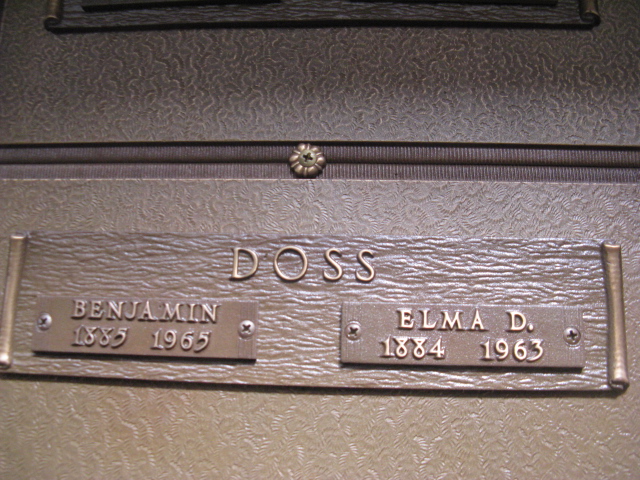 DOSS
BENJAMIN
1885 1965
ELMA D.
1884 1963